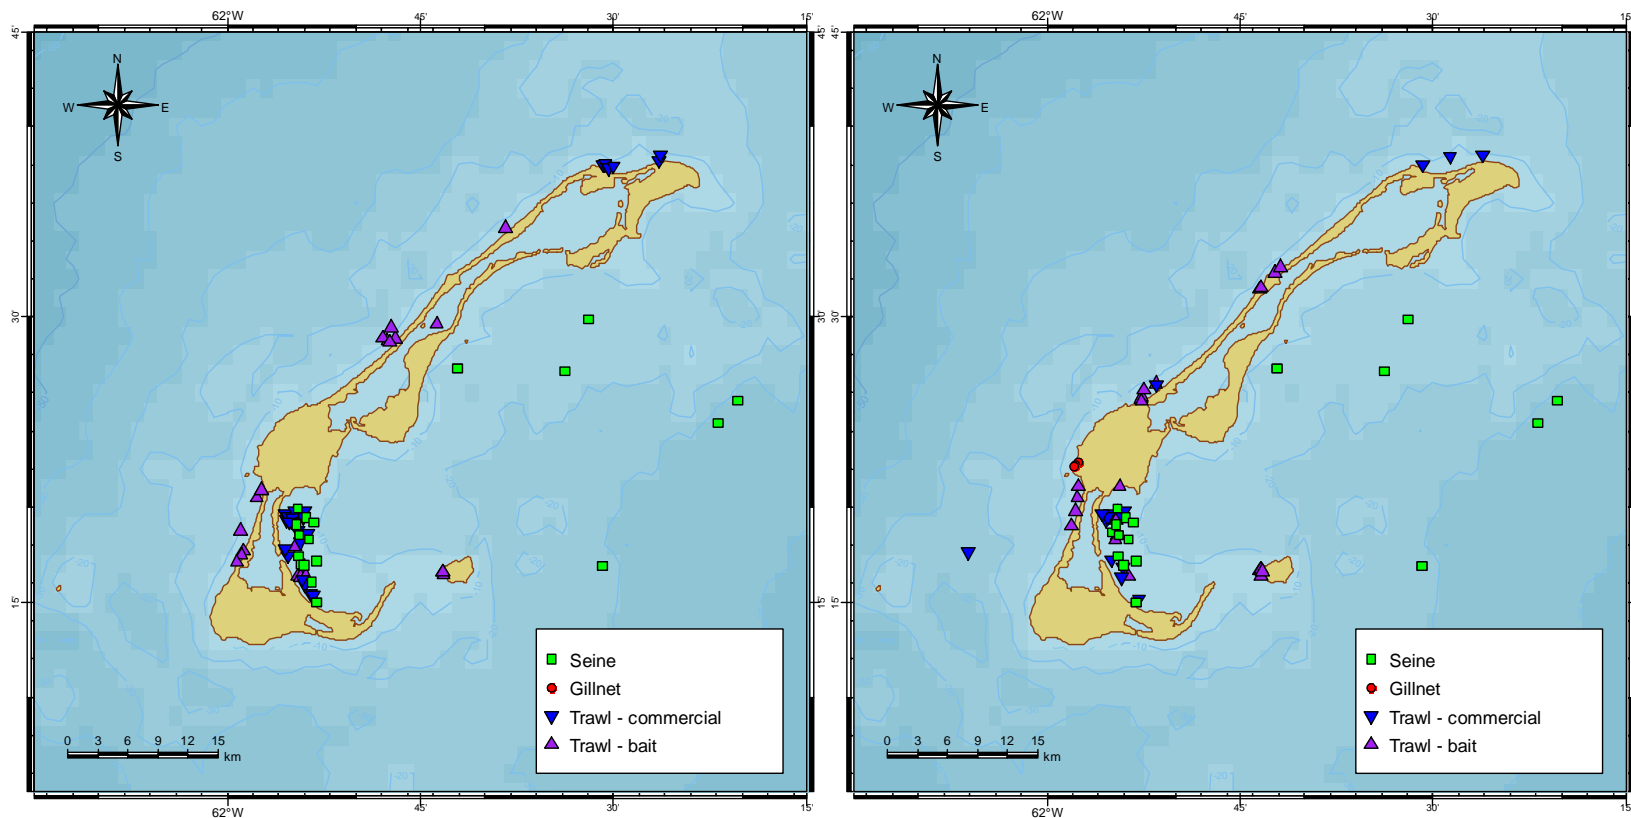 62°W 45' 30' 15'
45'
N
W E
S
30'
15'
Seine
Gillnet
Trawl - commercial
Trawl - bait
0 3 6 9 12 15
km
62°W 45' 30' 15'
62°W 45' 30' 15'
45'
N
W E
S
30'
15'
Seine
Gillnet
Trawl - commercial
Trawl - bait
0 3 6 9 12 15
km
62°W 45' 30' 15'